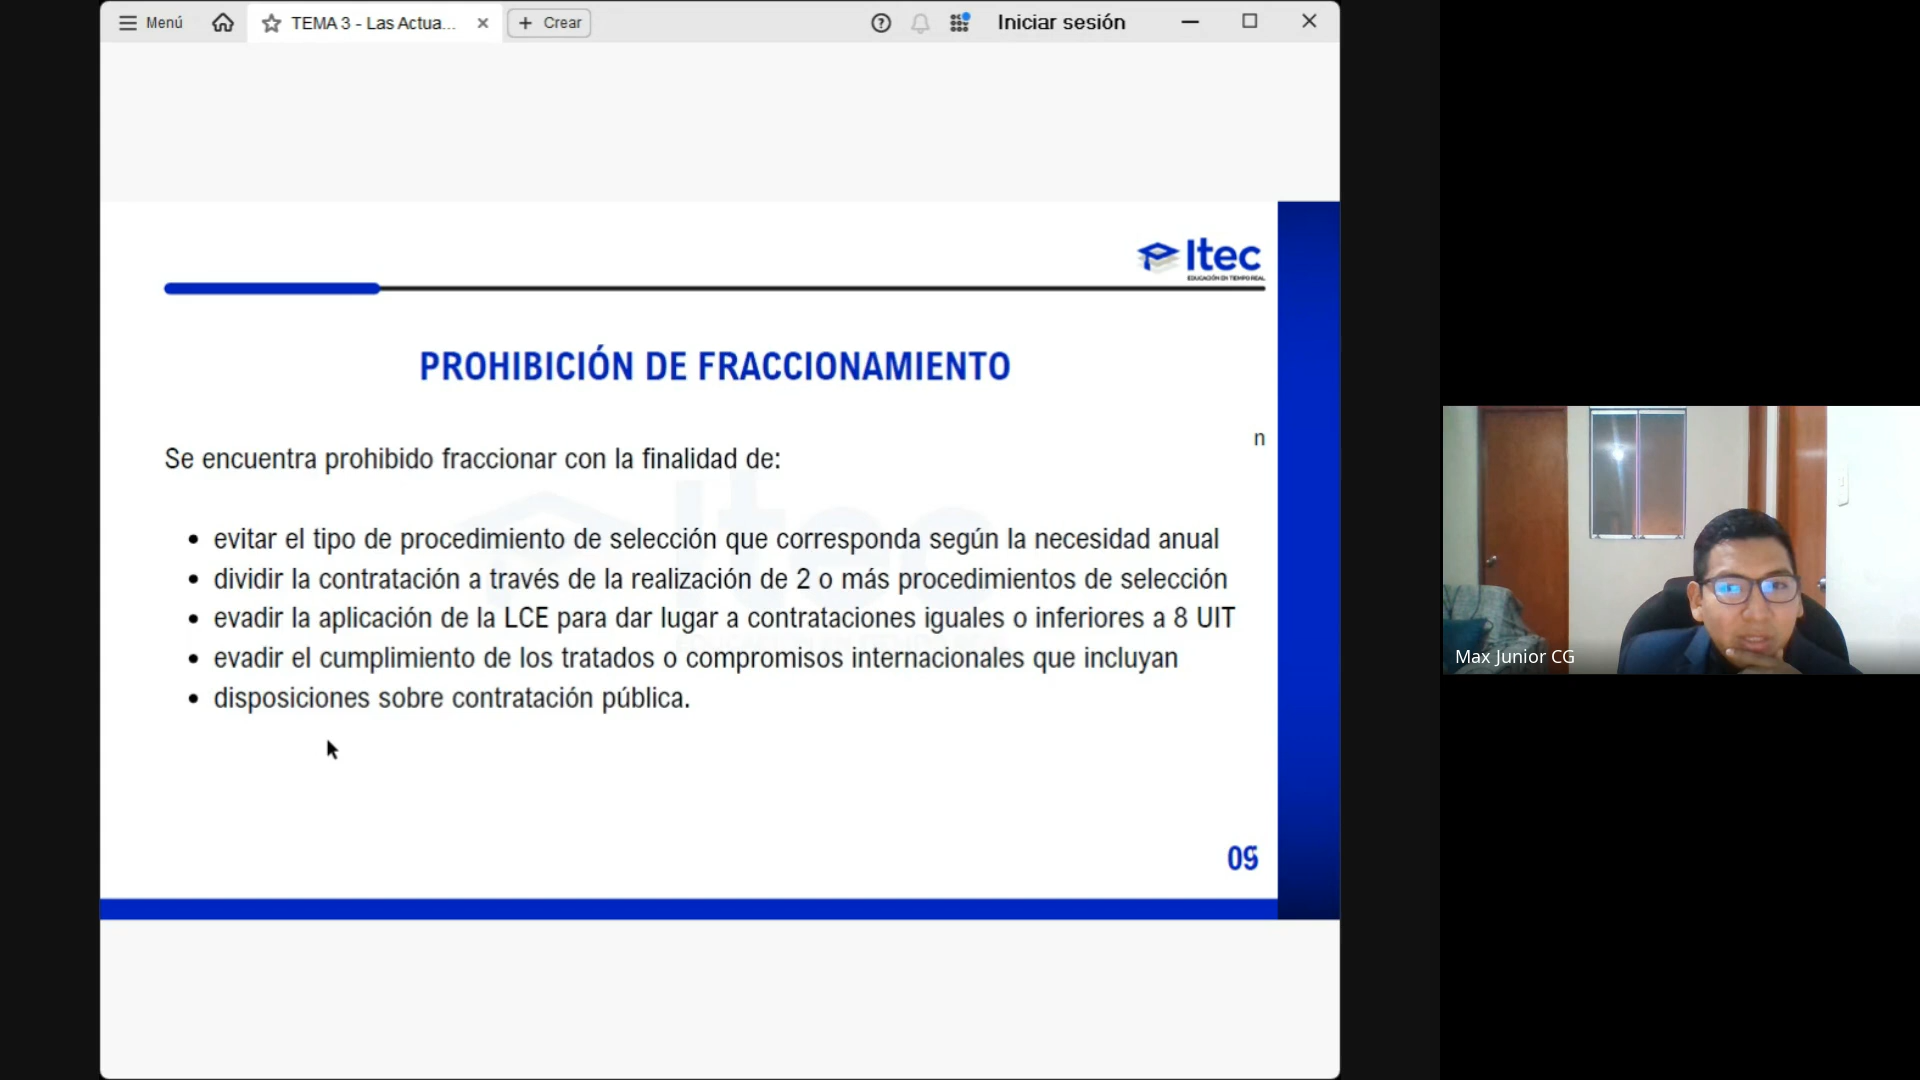 Menú
TEMA 3 - Las Actua...
Crear
Iniciar sesión
Itec
EDUCACIÓN EN TIEMPO REAL
PROHIBICIÓN DE FRACCIONAMIENTO
n
Se encuentra prohibido fraccionar con la finalidad de:
• evitar el tipo de procedimiento de selección que corresponda según la necesidad anual
• dividir la contratación a través de la realización de 2 o más procedimientos de selección
• evadir la aplicación de la LCE para dar lugar a contrataciones iguales o inferiores a 8 UIT
• evadir el cumplimiento de los tratados o compromisos internacionales que incluyan
• disposiciones sobre contratación pública.
Max Junior CG